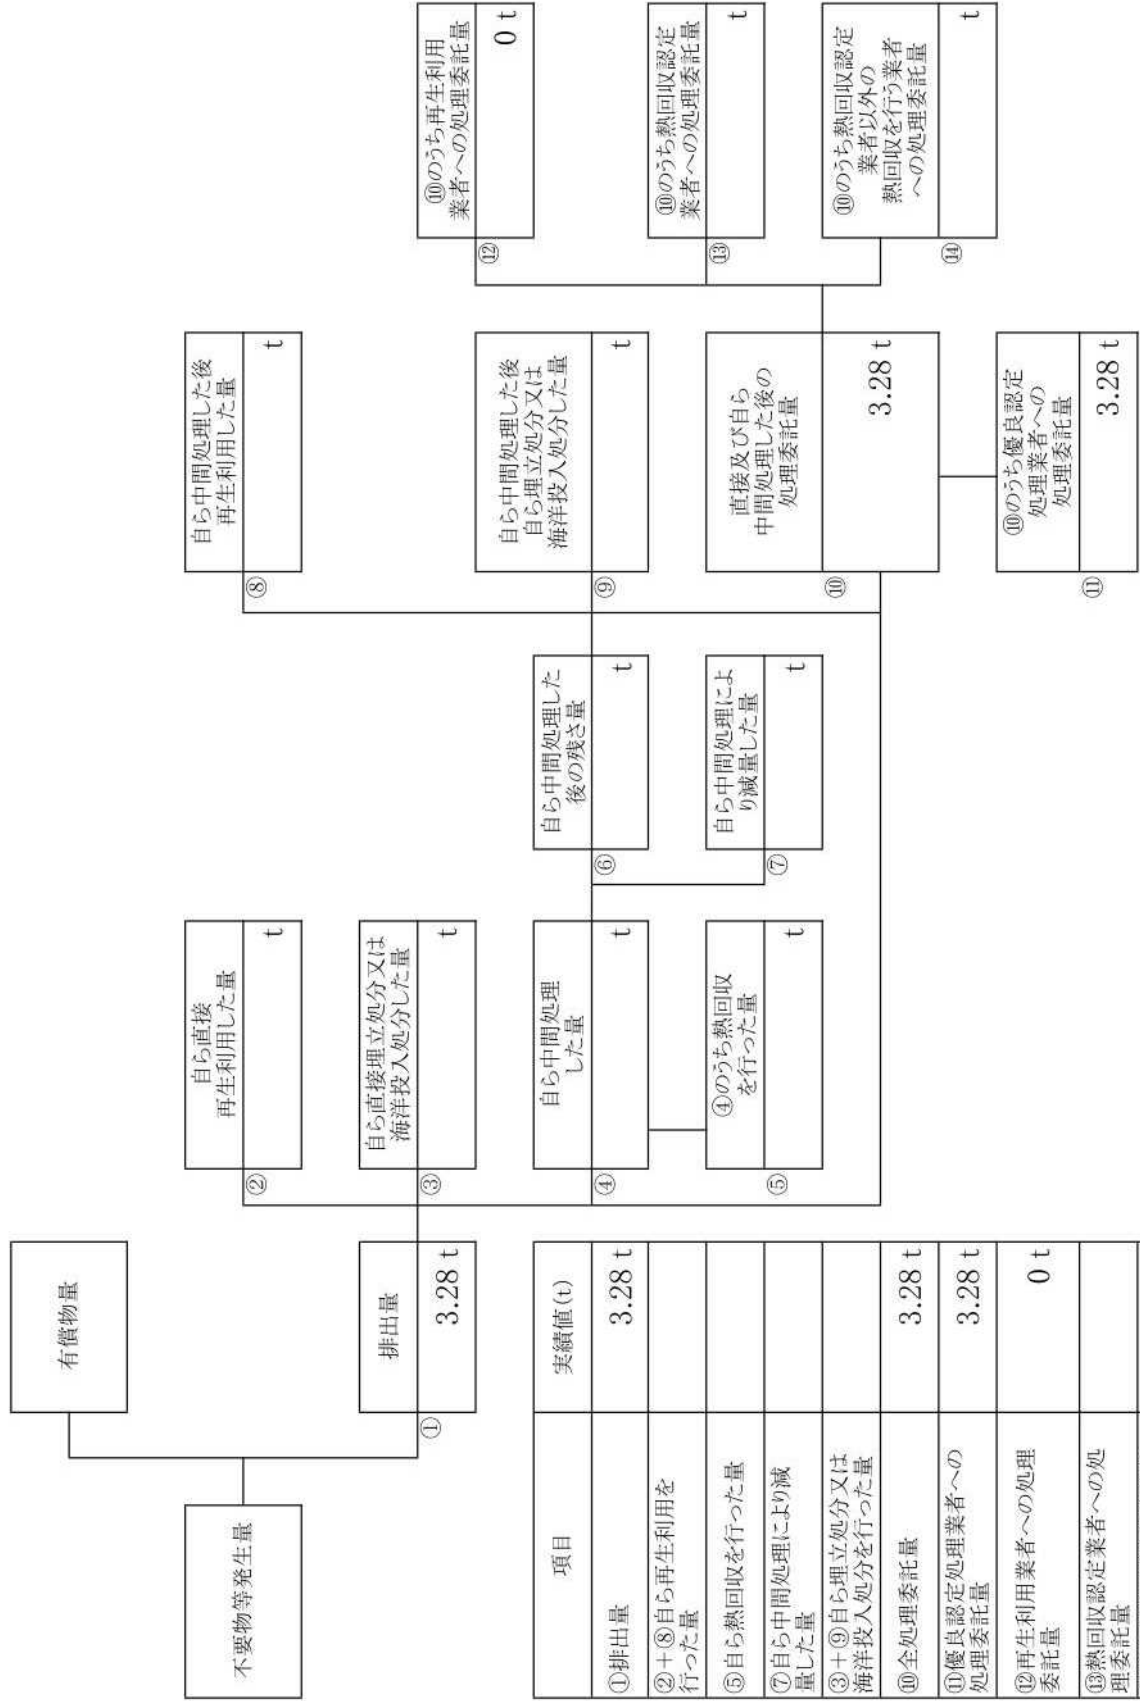 有償物量
不要物等発生量
①
排出量
3.28 t
②
自ら直接
再生利用した量
t
③
自ら直接埋立処分又は
海洋投入処分した量
t
④
自ら中間処理
した量
t
⑤
④のうち熱回収
を行った量
t
⑥
自ら中間処理した
後の残さ量
t
⑦
自ら中間処理によ
り減量した量
t
⑧
自ら中間処理した後
再生利用した量
t
⑨
自ら中間処理した後
自ら埋立処分又は
海洋投入処分した量
t
⑩
直接及び自ら
中間処理した後の
処理委託量
3.28 t
⑪
⑩のうち優良認定
処理業者への
処理委託量
3.28 t
⑫
⑩のうち再生利用
業者への処理委託量
0 t
⑬
⑩のうち熱回収認定
業者への処理委託量
t
⑭
⑩のうち熱回収認定
業者以外の
熱回収を行う業者
への処理委託量
t
項目
実績値(t)
①排出量
3.28 t
②+⑧自ら再生利用を
行った量
⑤自ら熱回収を行った量
⑦自ら中間処理により減
量した量
③+⑨自ら埋立処分又は
海洋投入処分を行った量
⑩全処理委託量
3.28 t
⑪優良認定処理業者への
処理委託量
3.28 t
⑫再生利用業者への処理
委託量
0 t
⑬熱回収認定業者への処
理委託量